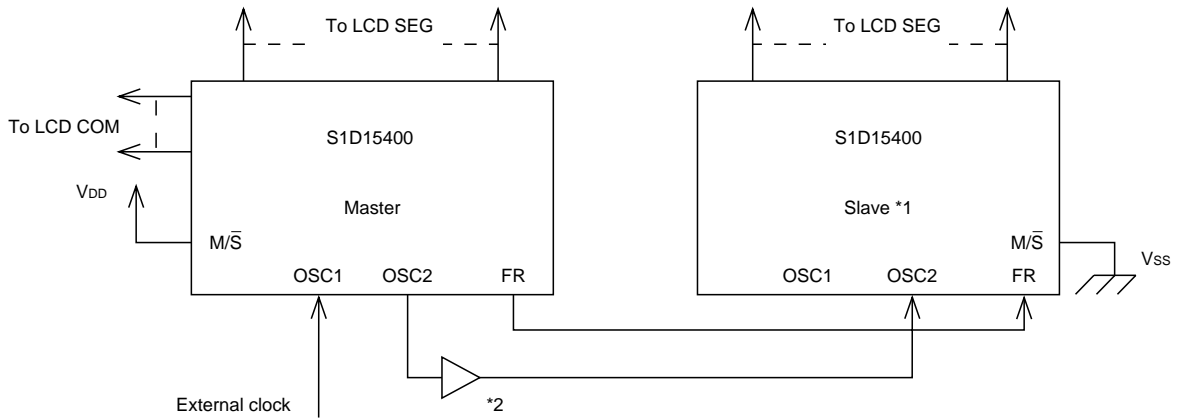 To LCD SEG
To LCD SEG
To LCD COM
S1D15400
S1D15400
VDD
Master
Slave *1
M/S̅
M/S̅
VSS
OSC1 OSC2 FR
OSC1 OSC2 FR
External clock
*2